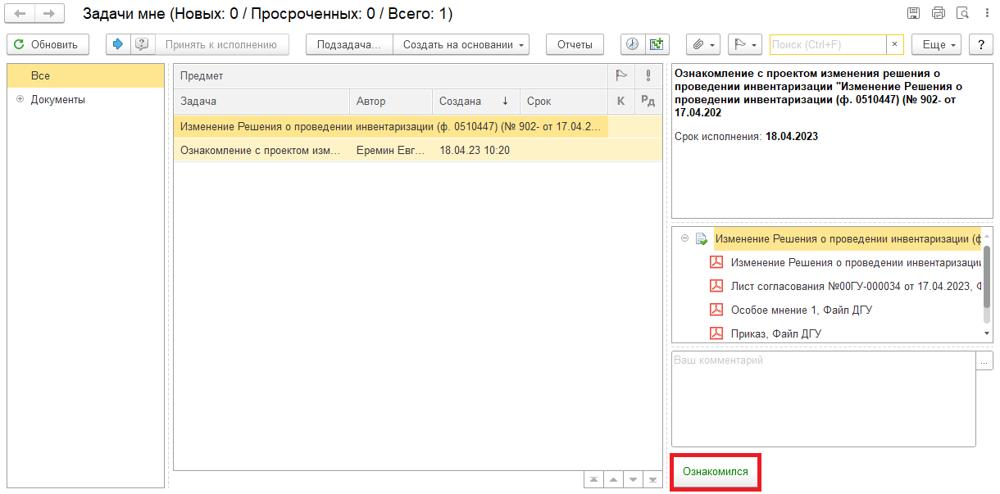 Задачи мне (Новых: 0 / Просроченных: 0 / Всего: 1)
Обновить
Принять к исполнению
Подзадача...
Создать на основании
Отчеты
Поиск (Ctrl+F)
×
Еще
?
Все
Документы
Предмет
Задача Автор Создана ↓ Срок К Рд
Изменение Решения о проведении инвентаризации (ф. 0510447) (№ 902- от 17.04.2...
Ознакомление с проектом изм... Еремин Евг... 18.04.23 10:20
Ознакомление с проектом изменения решения о
проведении инвентаризации "Изменение Решения о
проведении инвентаризации (ф. 0510447) (№ 902- от
17.04.202
Срок исполнения: 18.04.2023
Изменение Решения о проведении инвентаризации (ф
Изменение Решения о проведении инвентаризации
Лист согласования №00ГУ-000034 от 17.04.2023, Ф
Особое мнение 1, Файл ДГУ
Приказ, Файл ДГУ
Ваш комментарий
...
Ознакомился